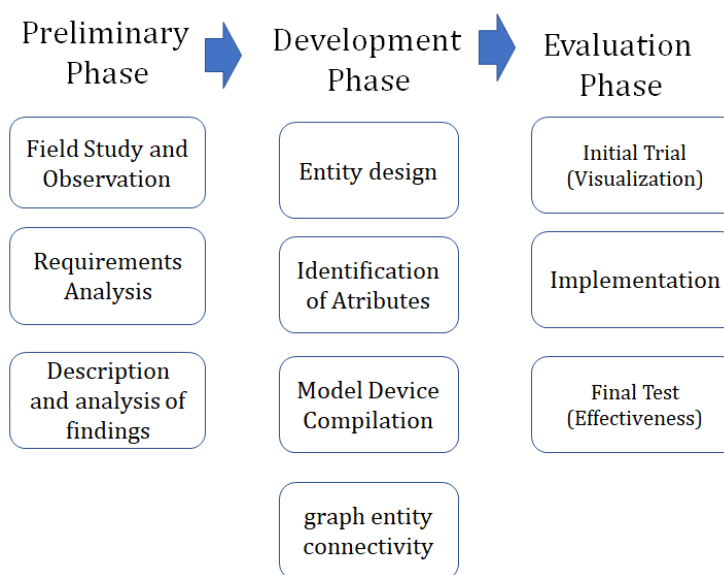 Preliminary
Phase
Field Study and
Observation
Requirements
Analysis
Description
and analysis of
findings
Development
Phase
Entity design
Identification
of Atributes
Model Device
Compilation
graph entity
connectivity
Evaluation
Phase
Initial Trial
(Visualization)
Implementation
Final Test
(Effectiveness)